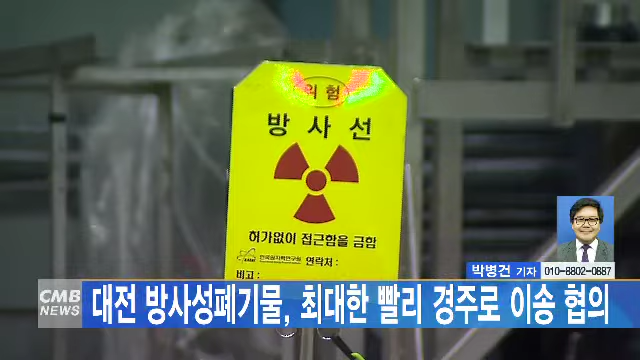 위험
방사선
허가없이 접근함을 금함
한국원자력연구원 연락처 :
비고 :
박병건 기자
010-8802-0887
CMB
NEWS
대전 방사성폐기물, 최대한 빨리 경주로 이송 협의